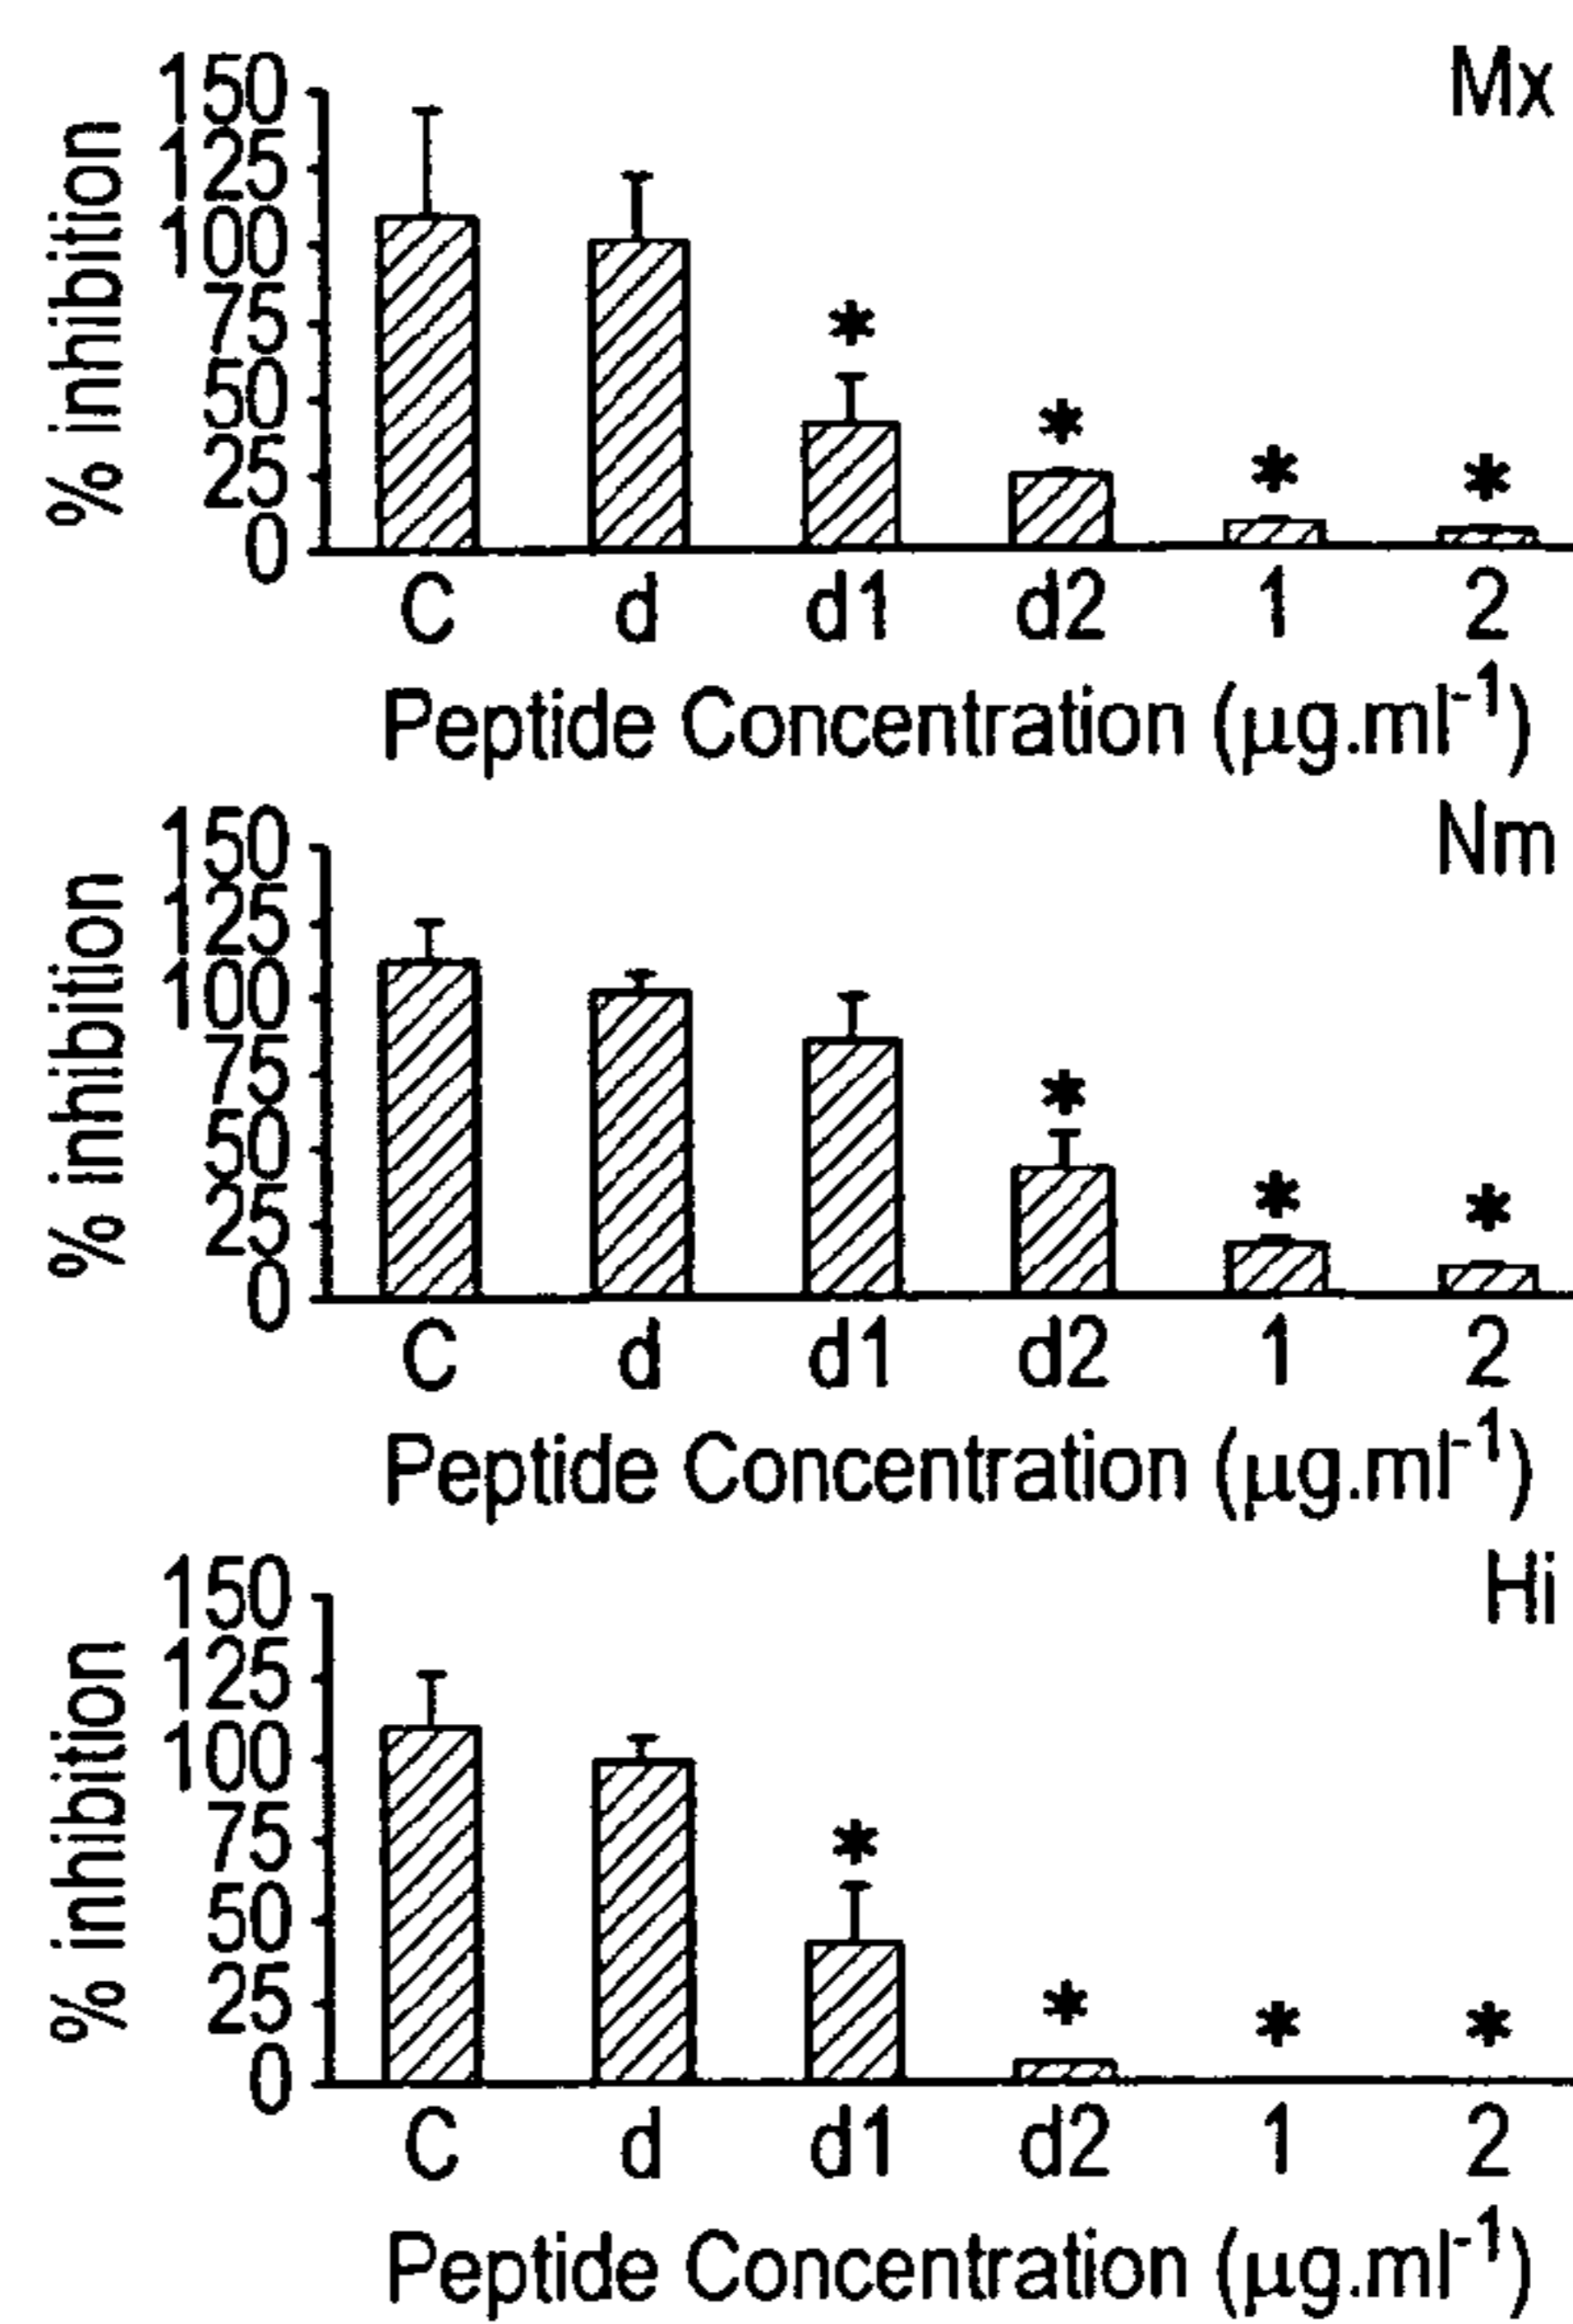 Mx
% inhibition
150
125
100
75
50
25
0
* * * *
C d d1 d2 1 2
Peptide Concentration (μg.ml⁻¹)
Nm
% inhibition
150
125
100
75
50
25
0
* * *
C d d1 d2 1 2
Peptide Concentration (μg.ml⁻¹)
Hi
% inhibition
150
125
100
75
50
25
0
* * * *
C d d1 d2 1 2
Peptide Concentration (μg.ml⁻¹)